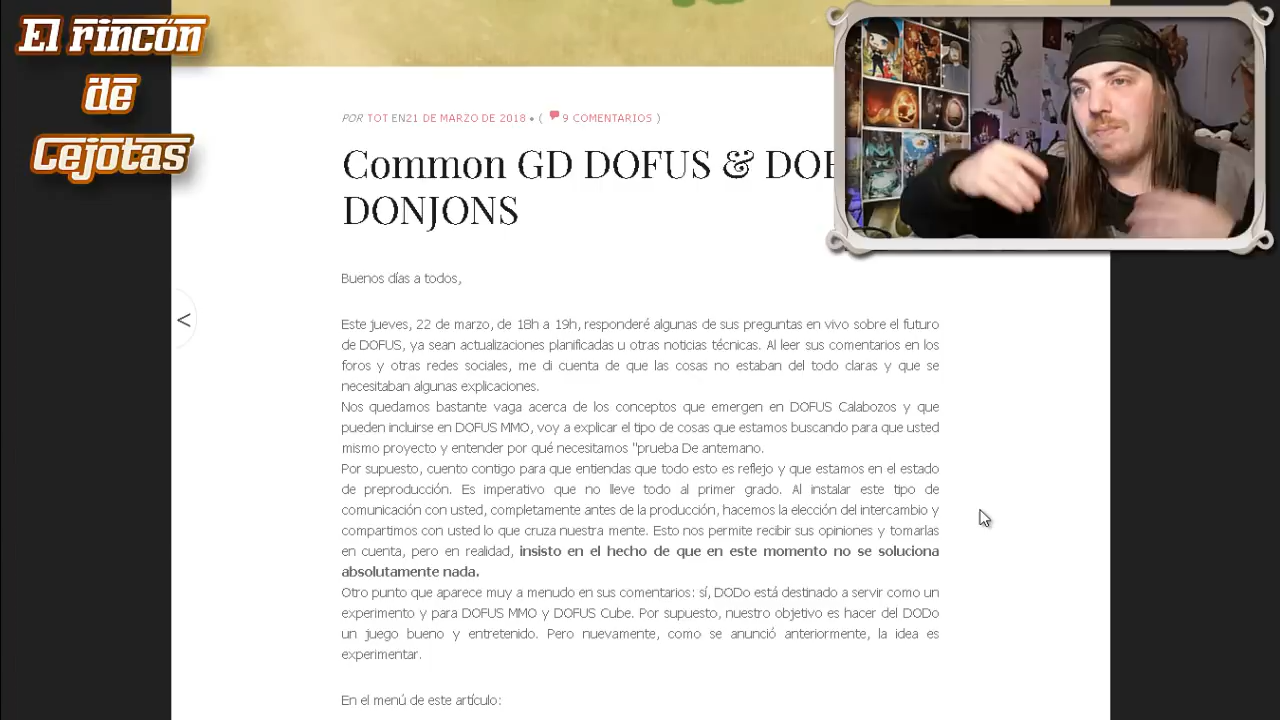 El rincón
de
Cejotas
POR TOT EN21 DE MARZO DE 2018 • ( 9 COMENTARIOS )
Common GD DOFUS & DOF
DONJONS
<
Buenos días a todos,
Este jueves, 22 de marzo, de 18h a 19h, responderé algunas de sus preguntas en vivo sobre el futuro
de DOFUS, ya sean actualizaciones planificadas u otras noticias técnicas. Al leer sus comentarios en los
foros y otras redes sociales, me di cuenta de que las cosas no estaban del todo claras y que se
necesitaban algunas explicaciones.
Nos quedamos bastante vaga acerca de los conceptos que emergen en DOFUS Calabozos y que
pueden incluirse en DOFUS MMO, voy a explicar el tipo de cosas que estamos buscando para que usted
mismo proyecto y entender por qué necesitamos "prueba De antemano.
Por supuesto, cuento contigo para que entiendas que todo esto es reflejo y que estamos en el estado
de preproducción. Es imperativo que no lleve todo al primer grado. Al instalar este tipo de
comunicación con usted, completamente antes de la producción, hacemos la elección del intercambio y
compartimos con usted lo que cruza nuestra mente. Esto nos permite recibir sus opiniones y tomarlas
en cuenta, pero en realidad, insisto en el hecho de que en este momento no se soluciona
absolutamente nada.
Otro punto que aparece muy a menudo en sus comentarios: sí, DODo está destinado a servir como un
experimento y para DOFUS MMO y DOFUS Cube. Por supuesto, nuestro objetivo es hacer del DODo
un juego bueno y entretenido. Pero nuevamente, como se anunció anteriormente, la idea es
experimentar.
En el menú de este artículo: